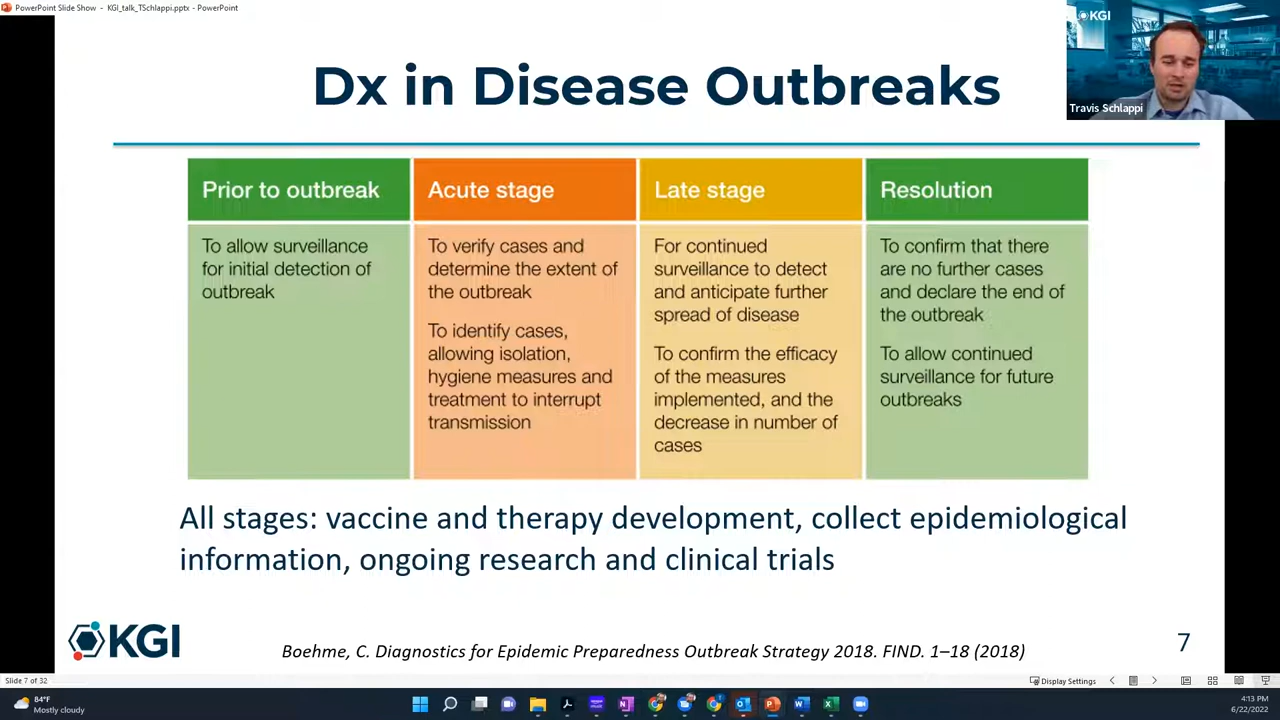 PowerPoint Slide Show - KGI_talk_TSchlappi.pptx - PowerPoint
KGI
Travis Schlappi
Dx in Disease Outbreaks
Prior to outbreak
To allow surveillance
for initial detection of
outbreak
Acute stage
To verify cases and
determine the extent of
the outbreak
To identify cases,
allowing isolation,
hygiene measures and
treatment to interrupt
transmission
Late stage
For continued
surveillance to detect
and anticipate further
spread of disease
To confirm the efficacy
of the measures
implemented, and the
decrease in number of
cases
Resolution
To confirm that there
are no further cases
and declare the end of
the outbreak
To allow continued
surveillance for future
outbreaks
All stages: vaccine and therapy development, collect epidemiological
information, ongoing research and clinical trials
KGI
Boehme, C. Diagnostics for Epidemic Preparedness Outbreak Strategy 2018. FIND. 1–18 (2018)
7
Slide 7 of 32
Display Settings
84°F
Mostly cloudy
4:13 PM
6/22/2022